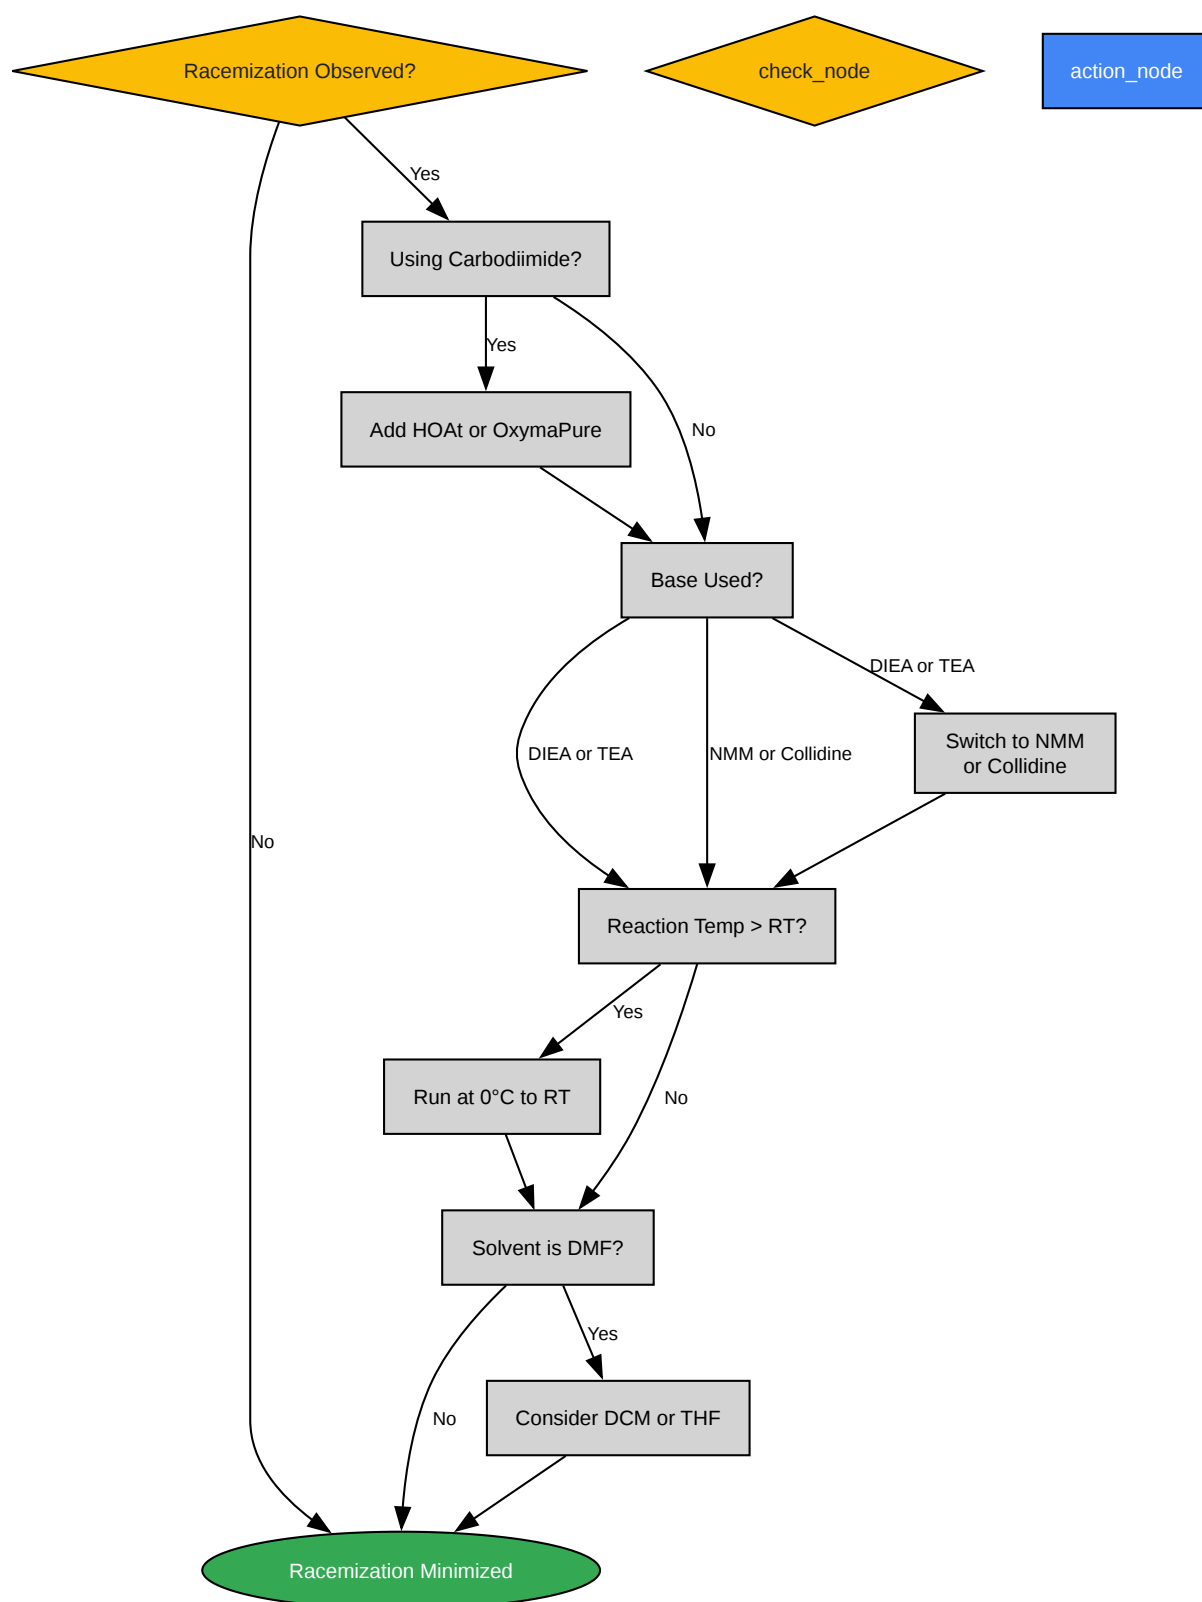 Racemization Observed?
check_node
action_node
Yes
Using Carbodiimide?
Yes
Add HOAt or OxymaPure
No
Base Used?
DIEA or TEA
DIEA or TEA
NMM or Collidine
Switch to NMM
or Collidine
No
Reaction Temp > RT?
Yes
Run at 0°C to RT
No
Solvent is DMF?
Yes
No
Consider DCM or THF
Racemization Minimized